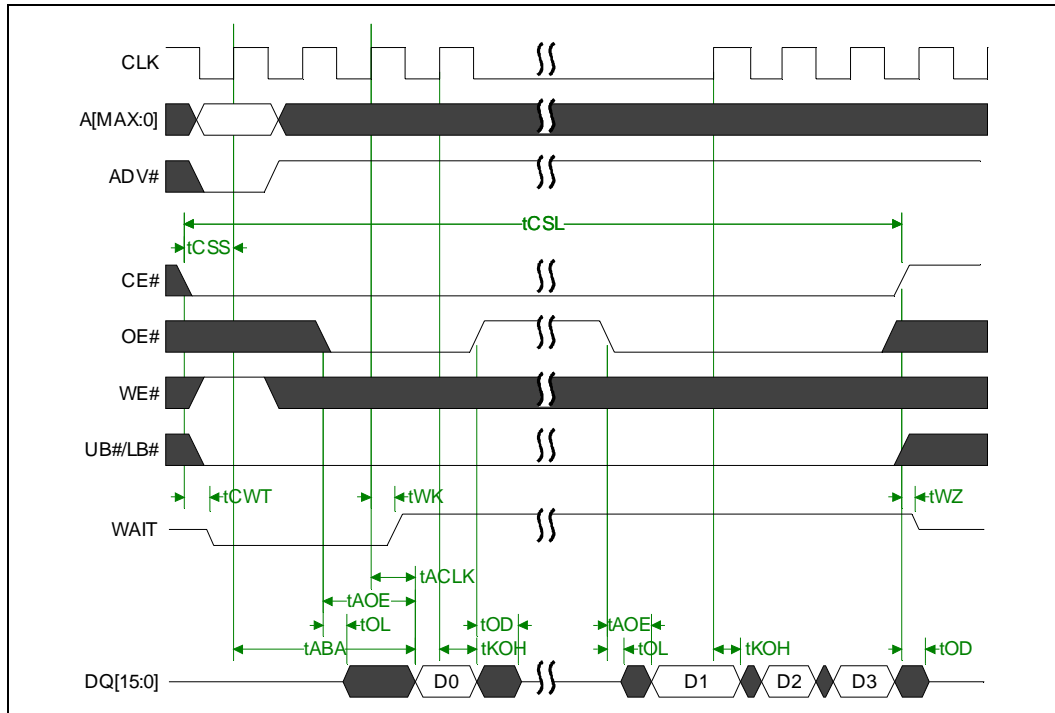 CLK
A[MAX:0]
ADV#
tCSL
tCSS
CE#
OE#
WE#
UB#/LB#
tCWT
tWK
tWZ
WAIT
tACLK
tAOE
tOL
tABA
tKOH
tOD
tAOE
tOL
tKOH
tOD
DQ[15:0]
D0
D1
D2
D3